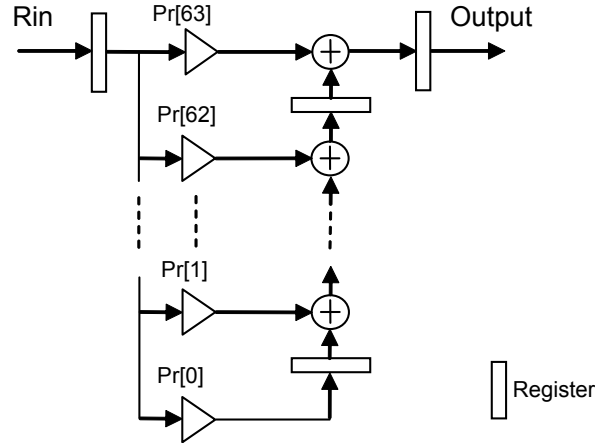 Rin
Pr[63]
Output
Pr[62]
Pr[1]
Pr[0]
Register